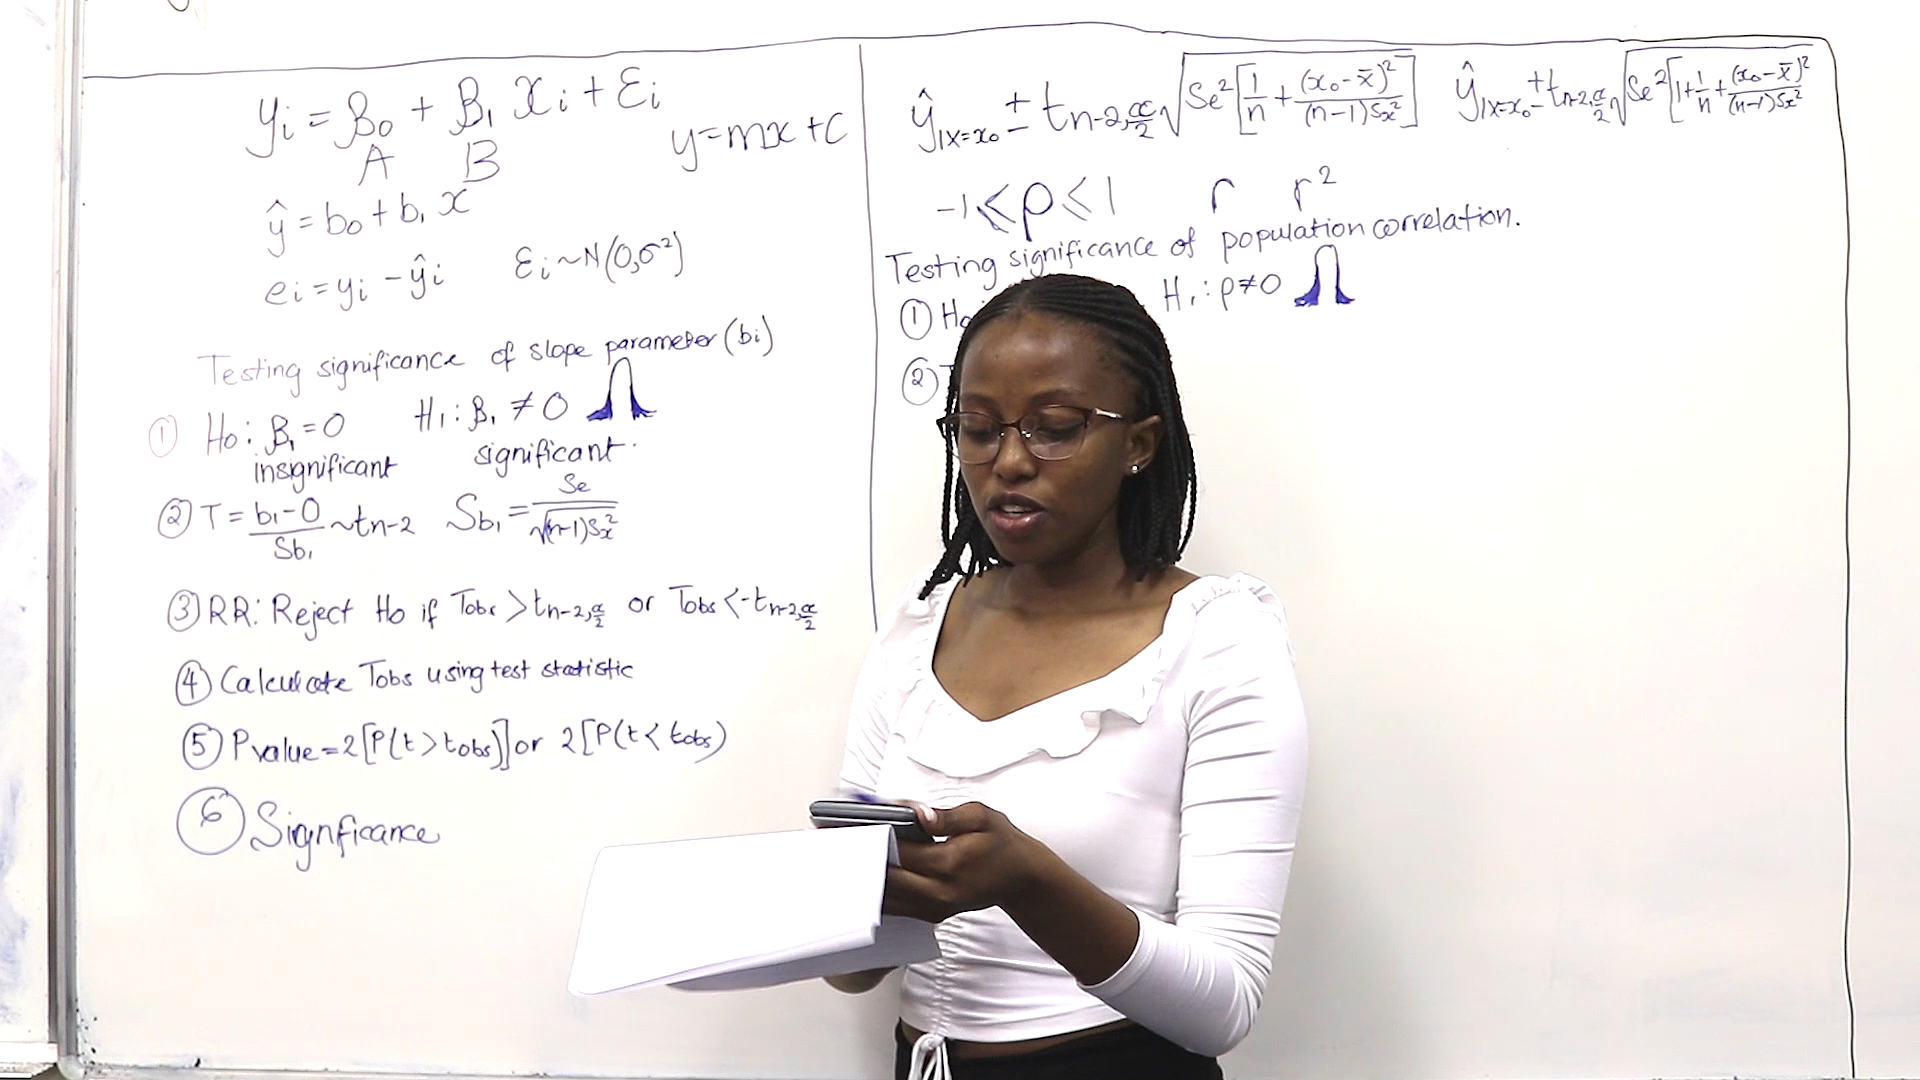 yᵢ = β₀ + β₁ xᵢ + εᵢ
A B
y=mx+c
ŷ = b₀ + b₁ x
eᵢ = yᵢ - ŷᵢ εᵢ ~ N(0,σ²)
Testing significance of slope parameter (bi)
① H₀: β₁ = 0 H₁: β₁ ≠ 0
insignificant significant.
② T = (b₁-0)/Sb₁ ~ tn-2 Sb₁ = Se/√((n-1)Sx²)
③ RR: Reject Ho if Tobs > tn-2,α/2 or Tobs < -tn-2,α/2
④ Calculate Tobs using test statistic
⑤ Pvalue = 2[P(t > tobs)] or 2[P(t < tobs)
⑥ Signficance
ŷ|x=x₀ ± tn-2,α/2 √(Se²[1/n + (x₀-x̄)²/((n-1)Sx²)])
ŷ|x=x₀ ± tn-2,α/2 √(Se²[1+1/n+(x₀-x̄)²/((n-1)Sx²)])
-1 ≤ ρ ≤ 1 r r²
Testing significance of population correlation.
① Ho H₁: ρ ≠ 0
② T